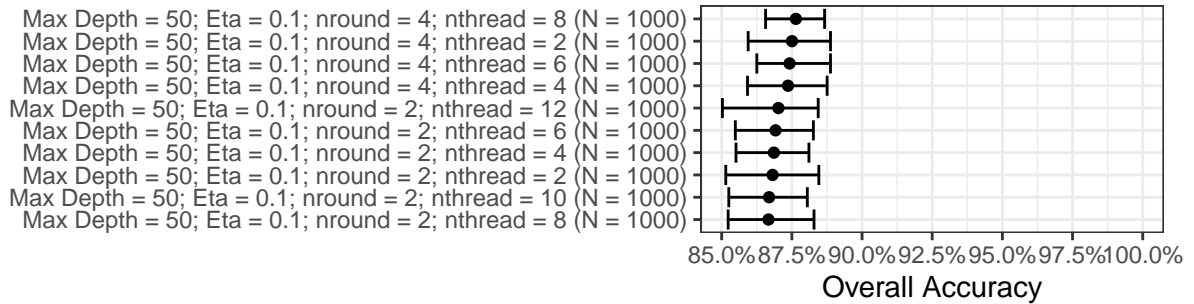 Max Depth = 50; Eta = 0.1; nround = 4; nthread = 8 (N = 1000)
Max Depth = 50; Eta = 0.1; nround = 4; nthread = 2 (N = 1000)
Max Depth = 50; Eta = 0.1; nround = 4; nthread = 6 (N = 1000)
Max Depth = 50; Eta = 0.1; nround = 4; nthread = 4 (N = 1000)
Max Depth = 50; Eta = 0.1; nround = 2; nthread = 12 (N = 1000)
Max Depth = 50; Eta = 0.1; nround = 2; nthread = 6 (N = 1000)
Max Depth = 50; Eta = 0.1; nround = 2; nthread = 4 (N = 1000)
Max Depth = 50; Eta = 0.1; nround = 2; nthread = 2 (N = 1000)
Max Depth = 50; Eta = 0.1; nround = 2; nthread = 10 (N = 1000)
Max Depth = 50; Eta = 0.1; nround = 2; nthread = 8 (N = 1000)
85.0% 87.5% 90.0% 92.5% 95.0% 97.5% 100.0%
Overall Accuracy